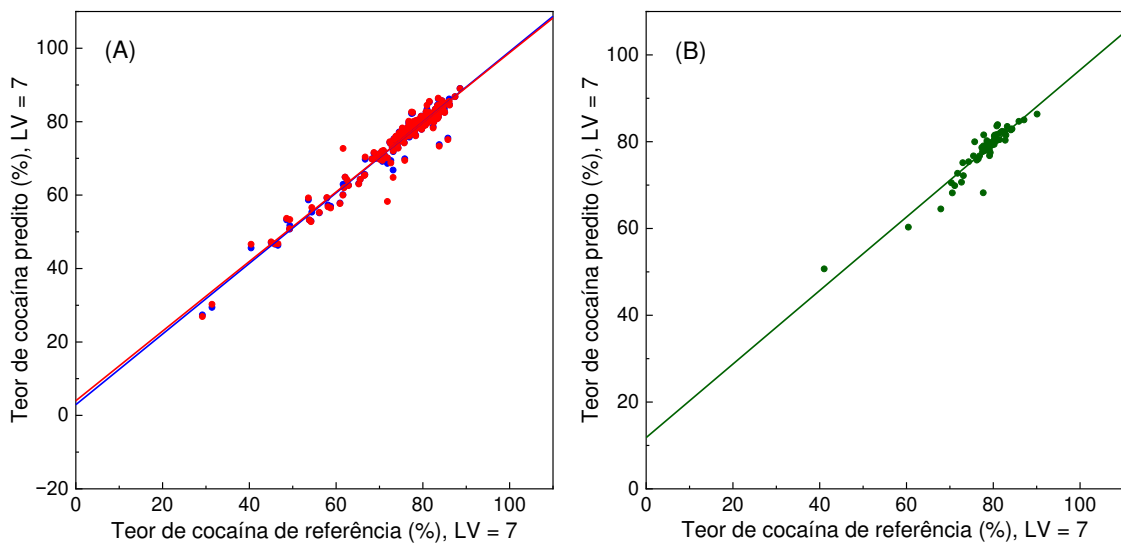 (A)
Teor de cocaína predito (%), LV = 7
100
80
60
40
20
0
−20
0 20 40 60 80 100
Teor de cocaína de referência (%), LV = 7
(B)
Teor de cocaína predito (%), LV = 7
100
80
60
40
20
0
0 20 40 60 80 100
Teor de cocaína de referência (%), LV = 7